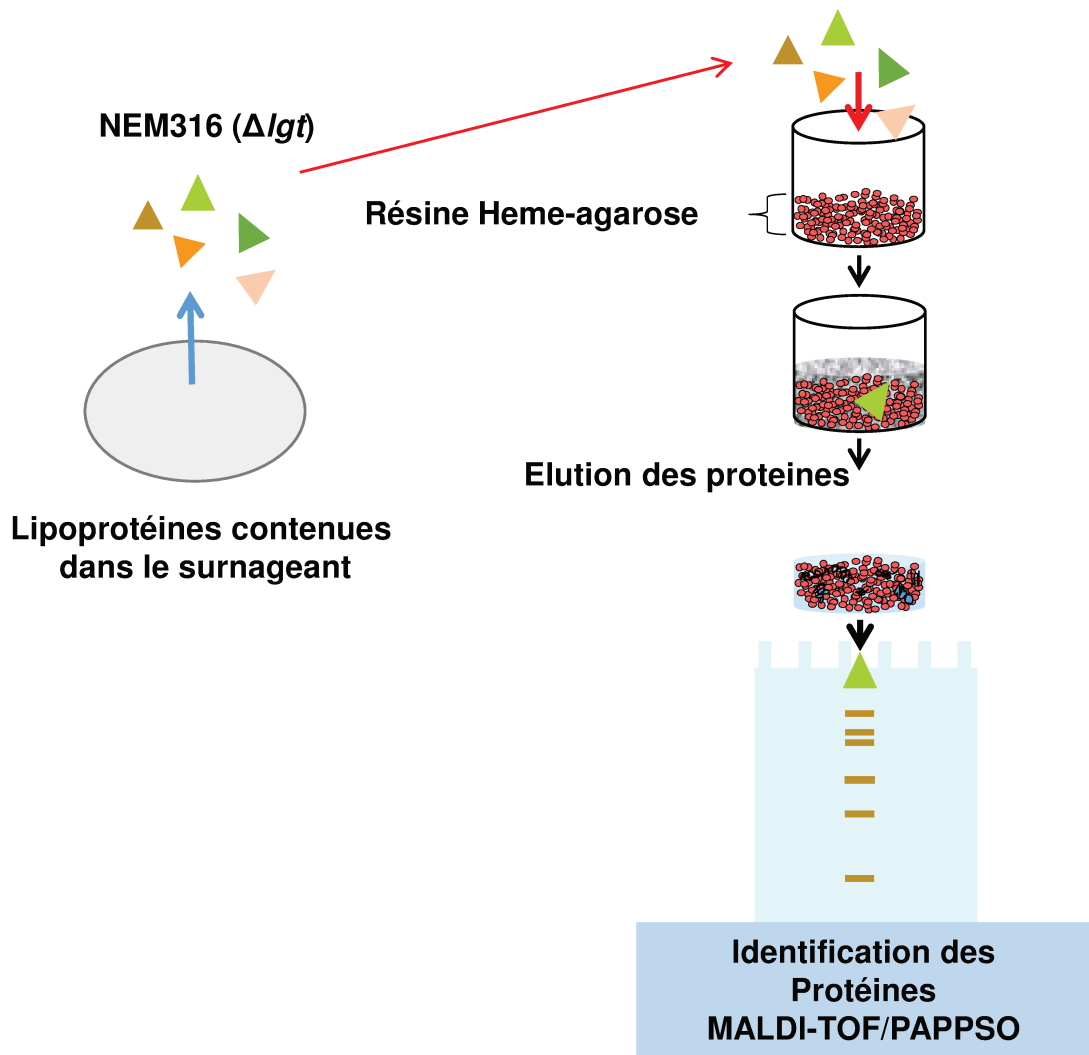 NEM316 (Δlgt)
Résine Heme-agarose
Elution des proteines
Lipoprotéines contenues
dans le surnageant
Identification des
Protéines
MALDI-TOF/PAPPSO